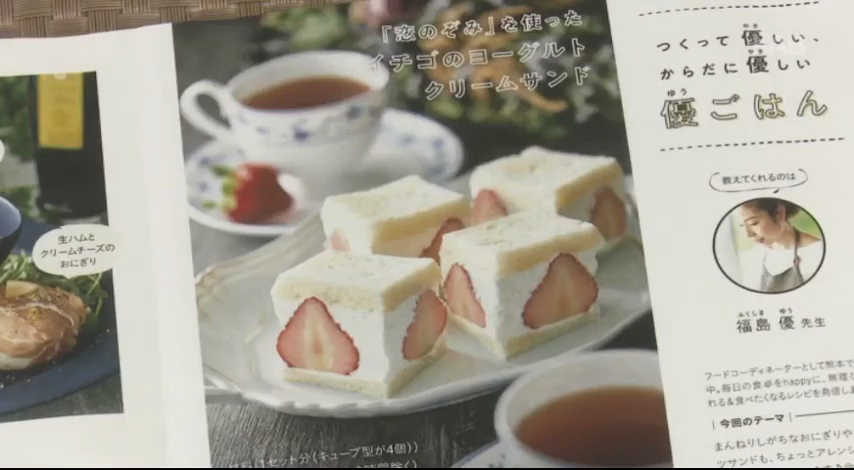 「恋のぞみ」を使った
イチゴのヨーグルト
クリームサンド
生ハムと
クリームチーズの
おにぎり
つくって優しい、
からだに優しい
優ごはん
教えてくれるのは
福島 優 先生
フードコーディネーターとして熊本で
中。毎日の食卓をhappyに、無理
れる&食べたくなるレシピを発信し
今回のテーマ
まんねりしがちなおにぎりや
ツサンドも、ちょっとアレン
1セット分(キューブ型が4個)